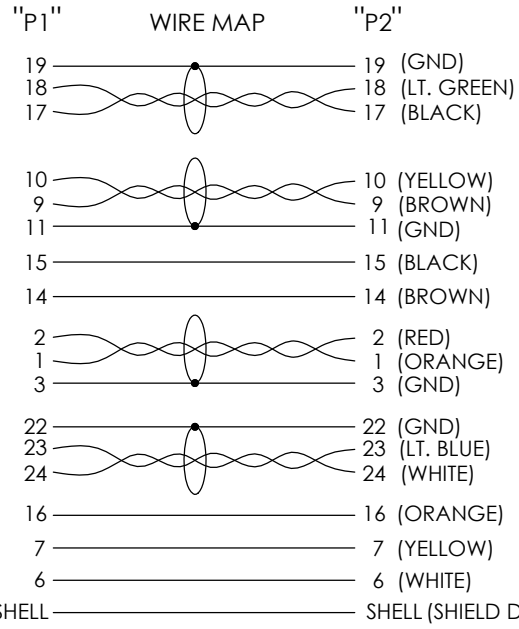 "P1" WIRE MAP "P2"
19 19 (GND)
18 18 (LT. GREEN)
17 17 (BLACK)
10 10 (YELLOW)
9 9 (BROWN)
11 11 (GND)
15 15 (BLACK)
14 14 (BROWN)
2 2 (RED)
1 1 (ORANGE)
3 3 (GND)
22 22 (GND)
23 23 (LT. BLUE)
24 24 (WHITE)
16 16 (ORANGE)
7 7 (YELLOW)
6 6 (WHITE)
SHELL SHELL (SHIELD D